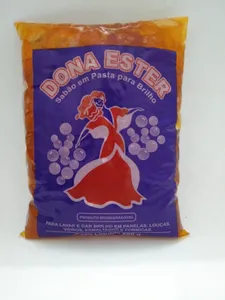 DONA ESTER
Sabão em Pasta para Brilho
PRODUTO BIODEGRADÁVEL
PARA LAVAR E DAR BRILHO EM PANELAS, LOUÇAS,